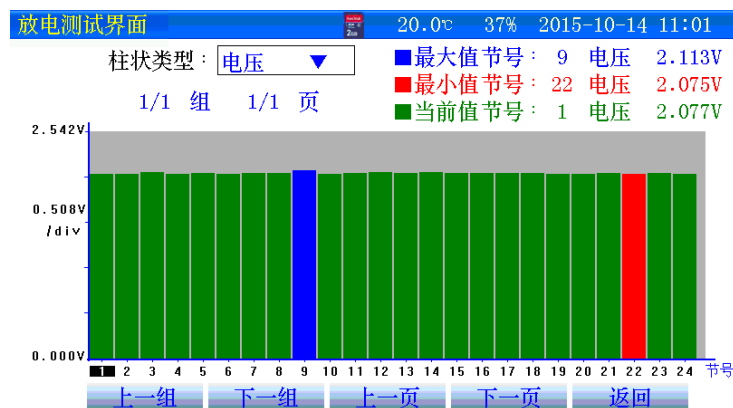 放电测试界面 20.0℃ 37% 2015-10-14 11:01
柱状类型： 电压 ▼
■最大值节号： 9 电压 2.113V
■最小值节号： 22 电压 2.075V
■当前值节号： 1 电压 2.077V
1/1 组 1/1 页
2.542V
0.508V
/div
0.000V
1 2 3 4 5 6 7 8 9 10 11 12 13 14 15 16 17 18 19 20 21 22 23 24 节号
上一组 下一组 上一页 下一页 返回